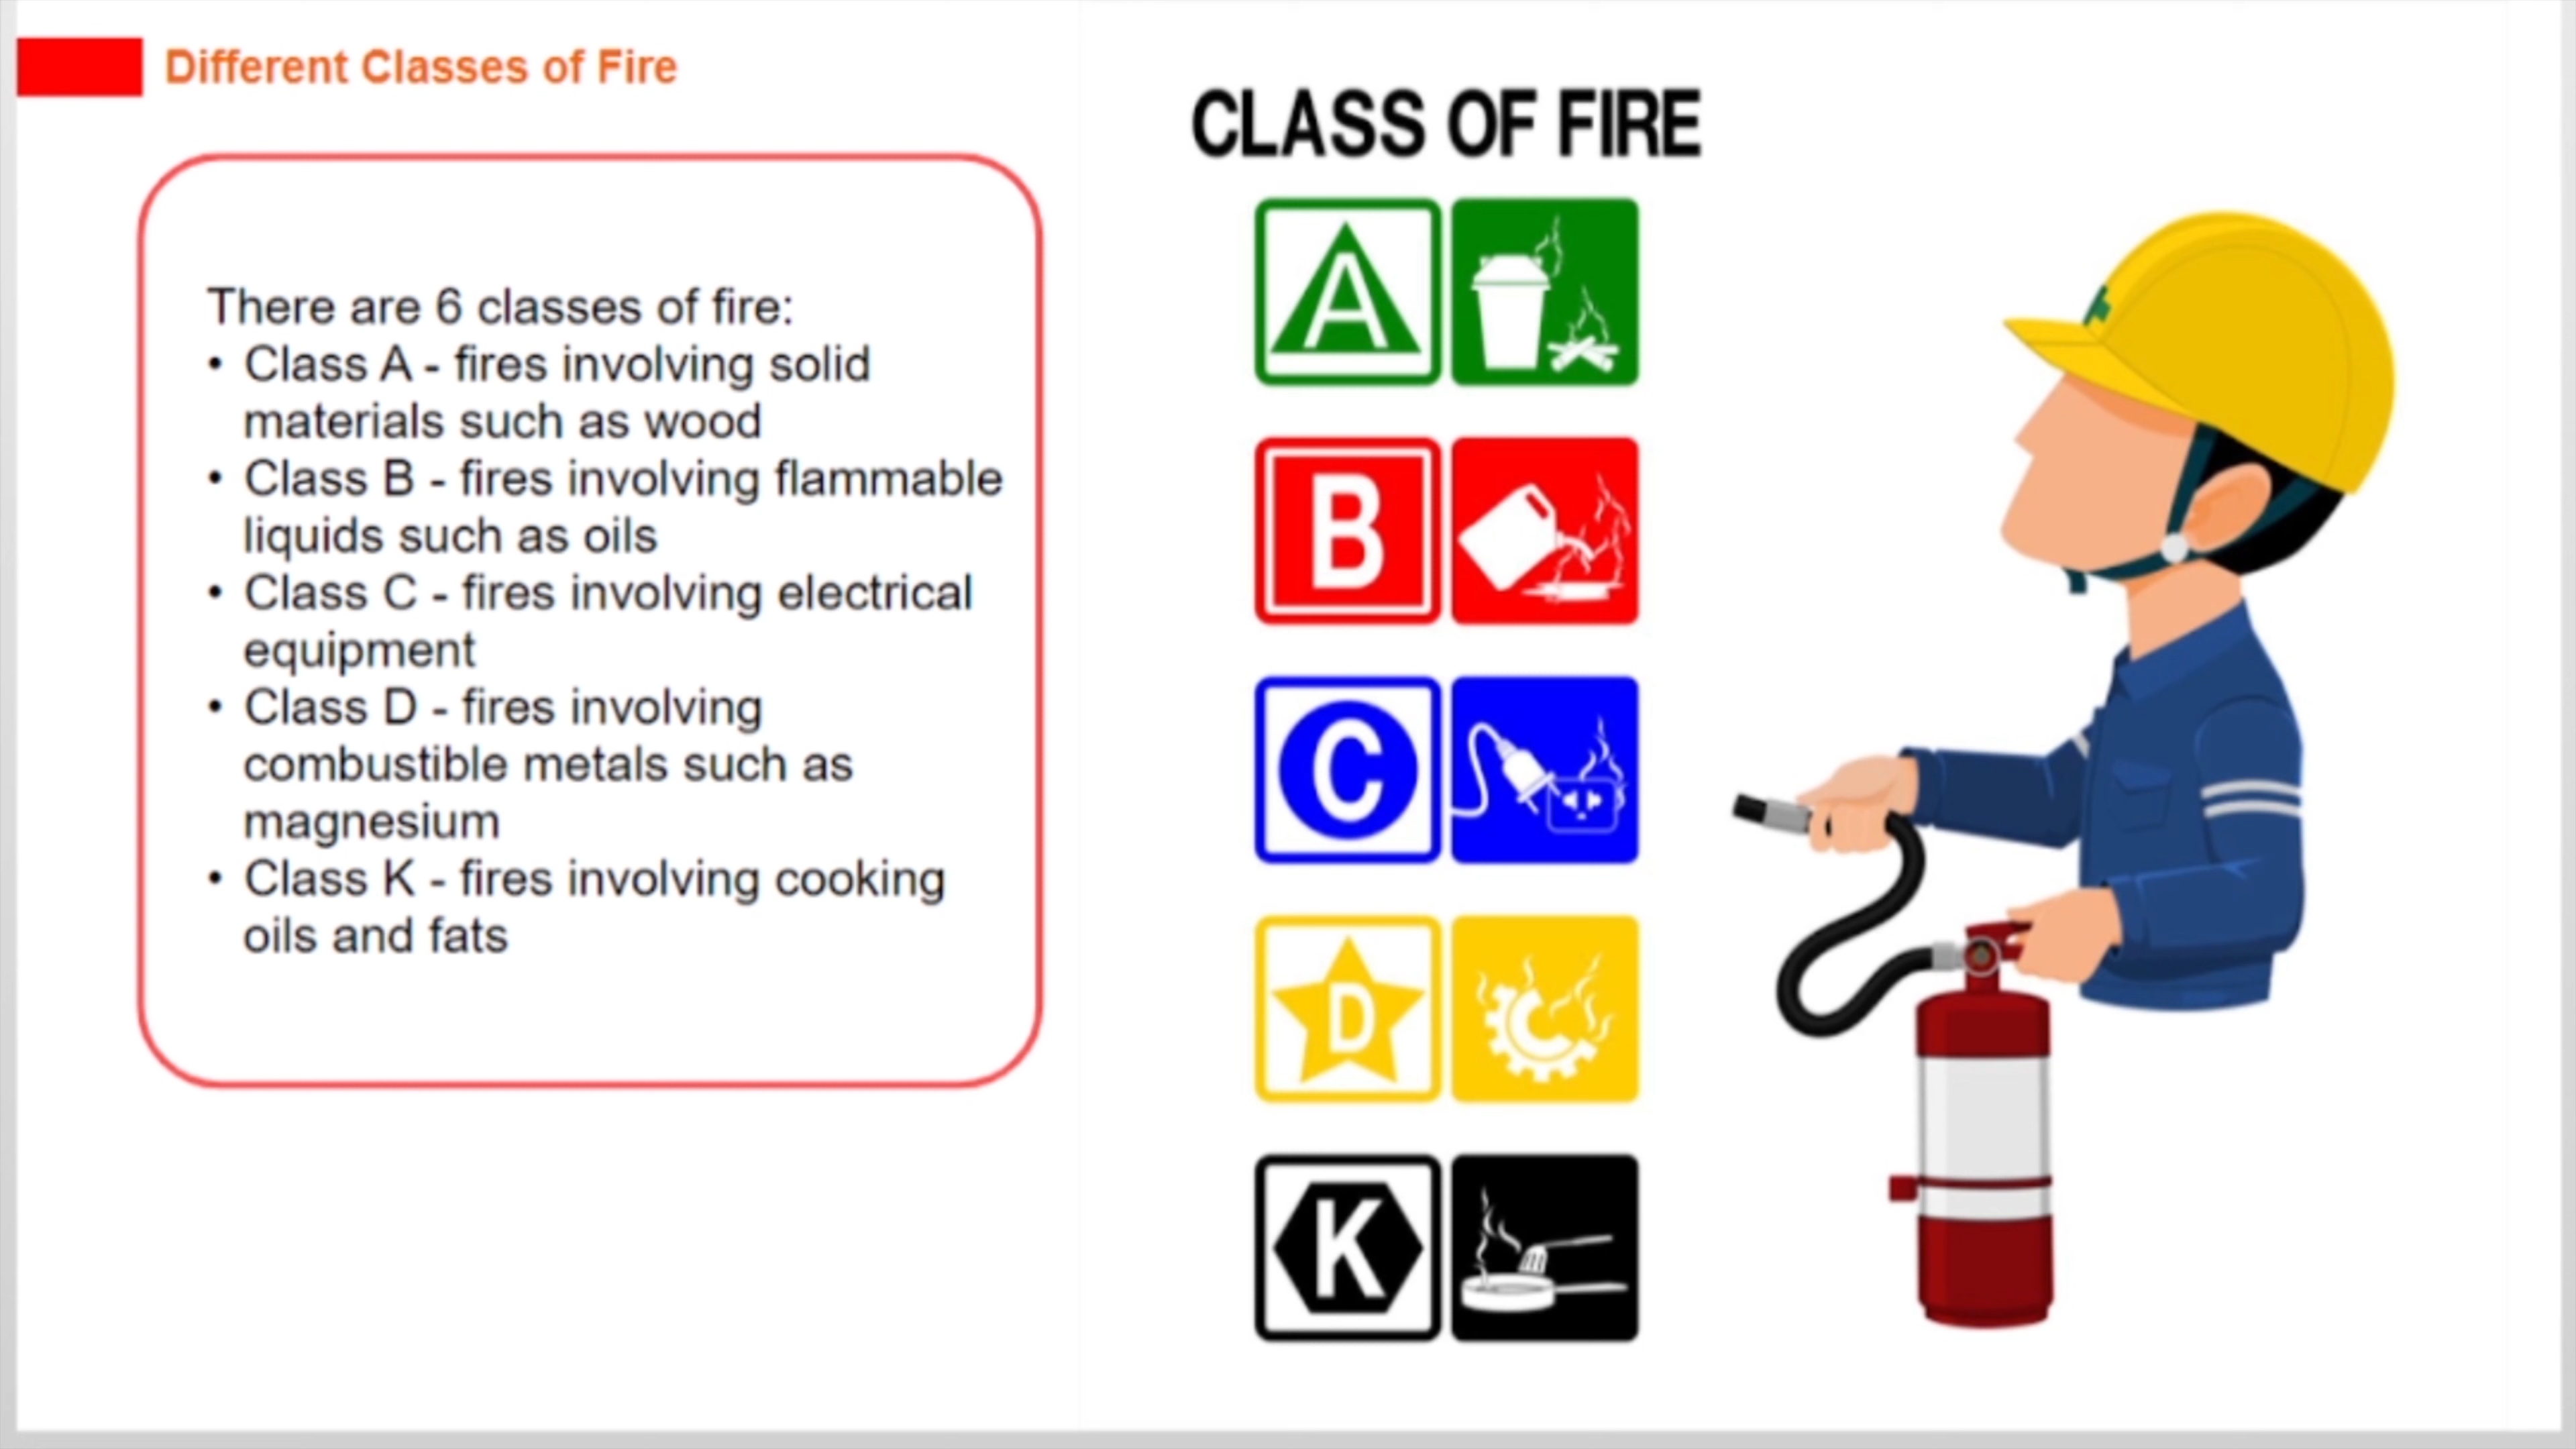 Different Classes of Fire
There are 6 classes of fire:
• Class A - fires involving solid
materials such as wood
• Class B - fires involving flammable
liquids such as oils
• Class C - fires involving electrical
equipment
• Class D - fires involving
combustible metals such as
magnesium
• Class K - fires involving cooking
oils and fats
CLASS OF FIRE
A
B
C
D
K